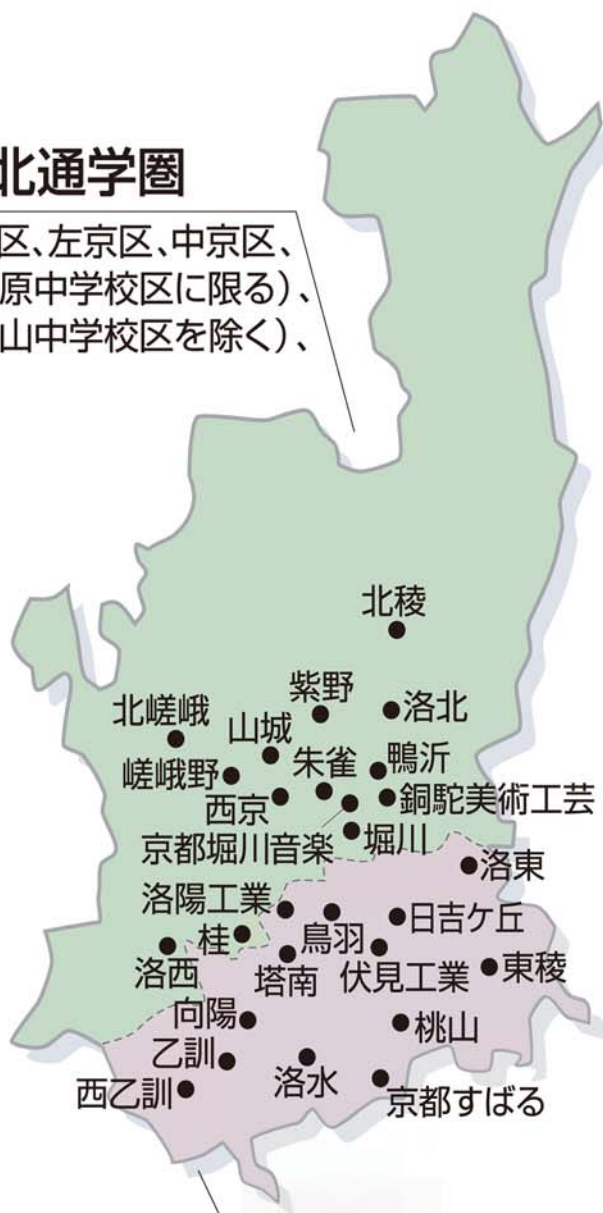 北通学圏
区、左京区、中京区、
原中学校区に限る)、
山中学校区を除く)、
北稜
紫野
洛北
北嵯峨
山城
朱雀
鴨沂
嵯峨野
西京
銅駝美術工芸
京都堀川音楽
堀川
洛東
洛陽工業
日吉ケ丘
桂
鳥羽
洛西
塔南
伏見工業
東稜
向陽
桃山
乙訓
洛水
西乙訓
京都すばる